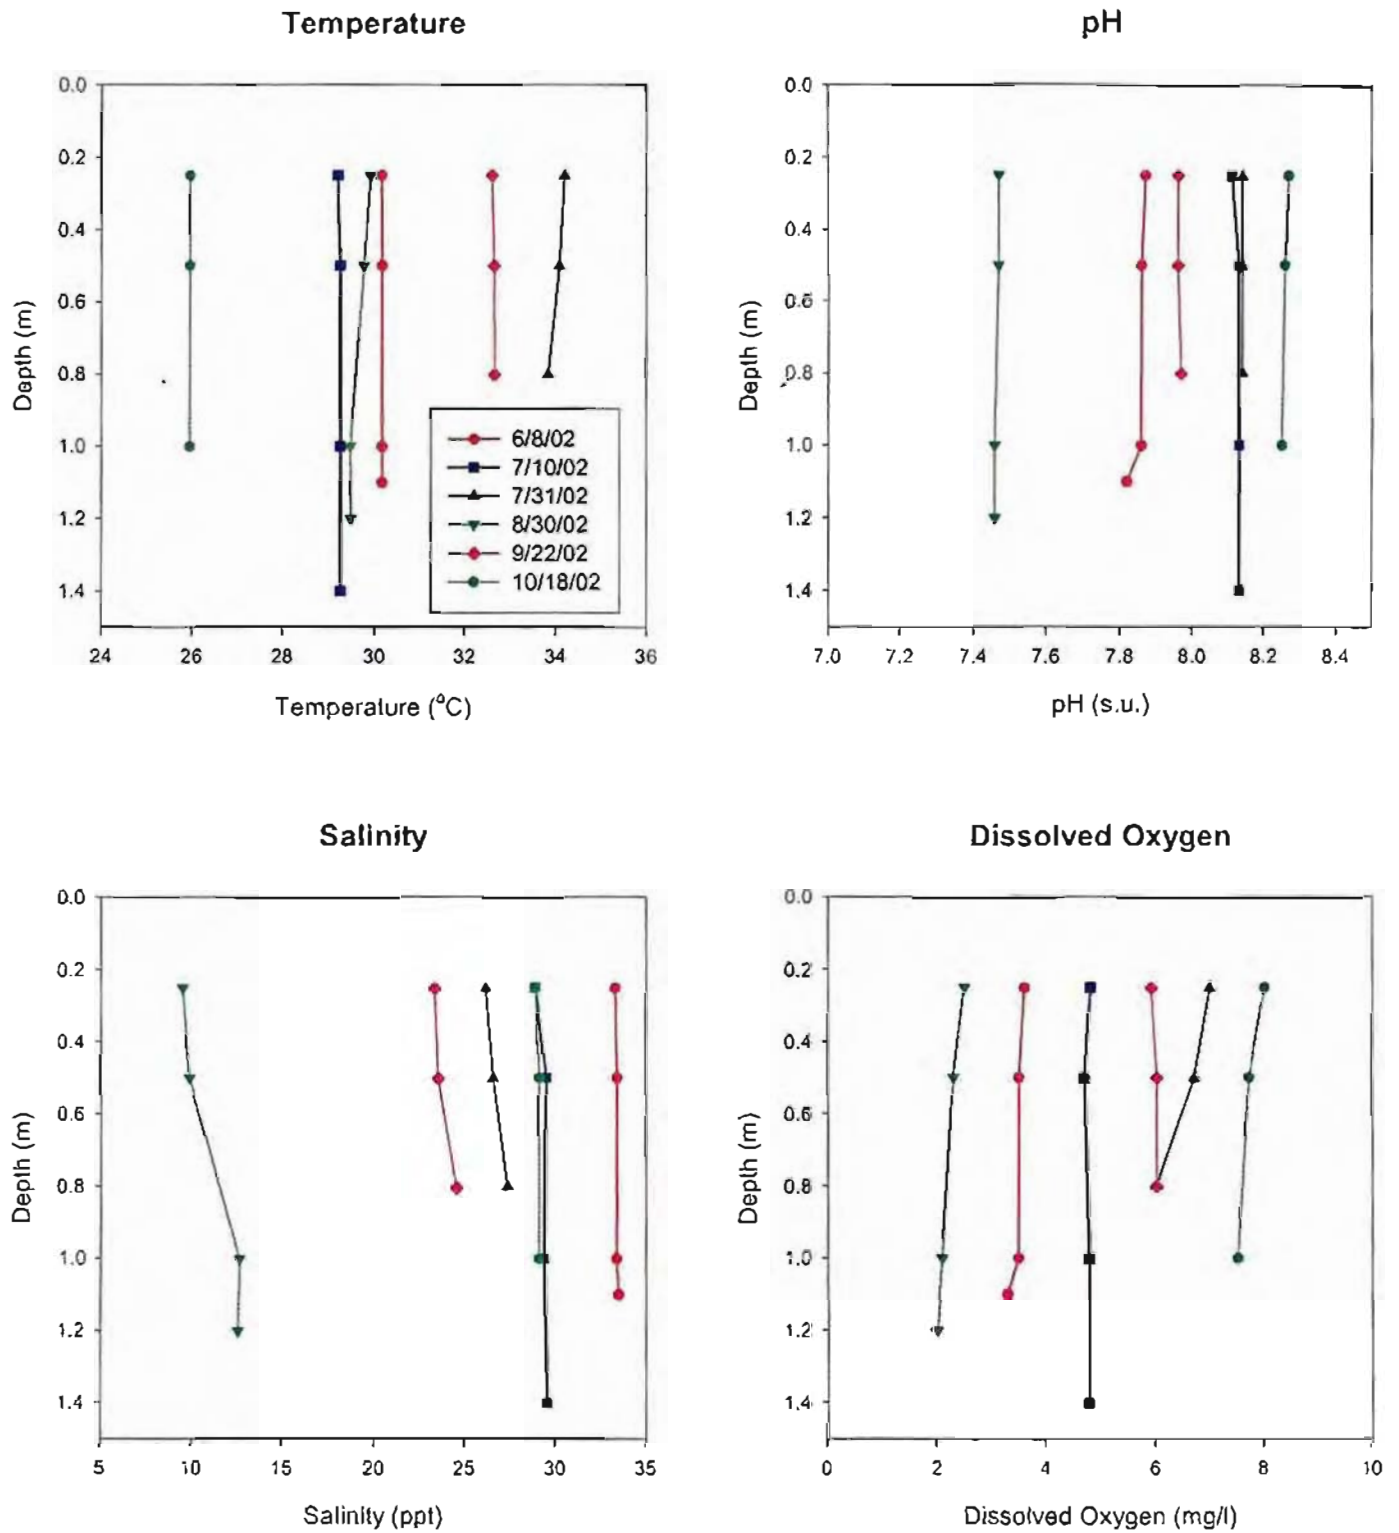 Temperature
0.0
0.2
0.4
0.6
0.8
1.0
1.2
1.4
Depth (m)
24 26 28 30 32 34 36
Temperature (°C)
6/8/02
7/10/02
7/31/02
8/30/02
9/22/02
10/18/02
pH
0.0
0.2
0.4
0.6
0.8
1.0
1.2
1.4
Depth (m)
7.0 7.2 7.4 7.6 7.8 8.0 8.2 8.4
pH (s.u.)
Salinity
0.0
0.2
0.4
0.6
0.8
1.0
1.2
1.4
Depth (m)
5 10 15 20 25 30 35
Salinity (ppt)
Dissolved Oxygen
0.0
0.2
0.4
0.6
0.8
1.0
1.2
1.4
Depth (m)
0 2 4 6 8 10
Dissolved Oxygen (mg/l)